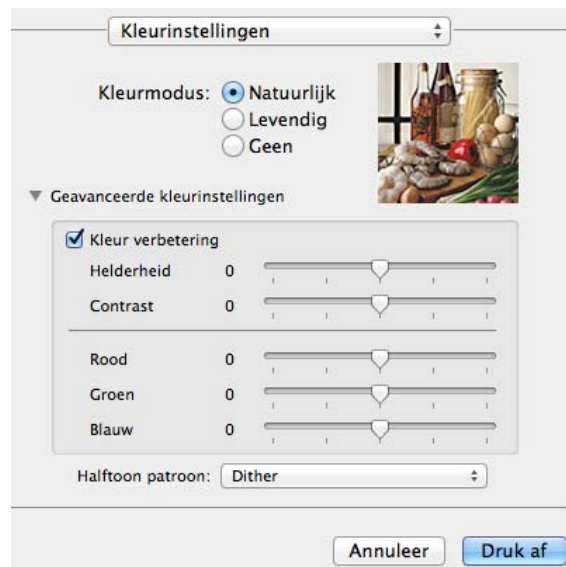 Kleurinstellingen
Kleurmodus: Natuurlijk
Levendig
Geen
Geavanceerde kleurinstellingen
Kleur verbetering
Helderheid 0
Contrast 0
Rood 0
Groen 0
Blauw 0
Halftoon patroon: Dither
Annuleer Druk af